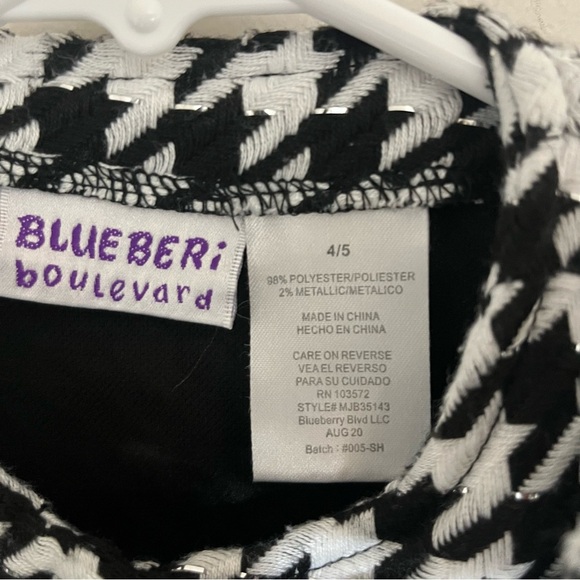 BLUEBERi
boulevard
4/5
98% POLYESTER/POLIESTER
2% METALLIC/METALICO
MADE IN CHINA
HECHO EN CHINA
CARE ON REVERSE
VEA EL REVERSO
PARA SU CUIDADO
RN 103572
STYLE# MJB35143
Blueberry Blvd LLC
AUG 20
Batch : #005-SH